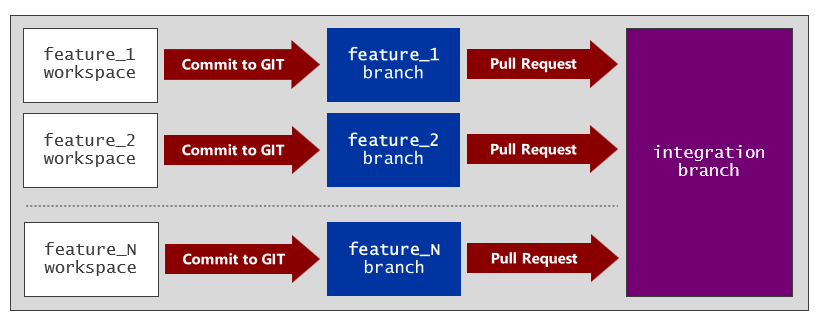 feature_1
workspace
Commit to GIT
feature_1
branch
Pull Request
feature_2
workspace
Commit to GIT
feature_2
branch
Pull Request
integration
branch
feature_N
workspace
Commit to GIT
feature_N
branch
Pull Request